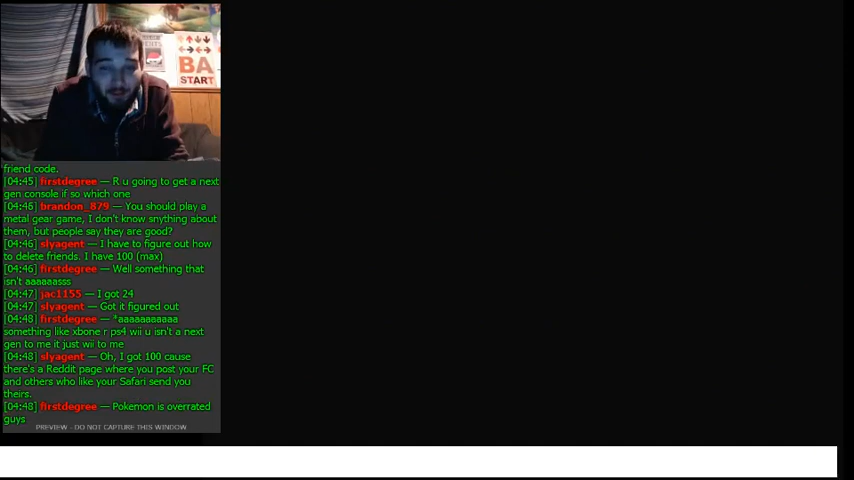 BA
START
friend code.
[04:45] firstdegree — R u going to get a next
gen console if so which one
[04:46] brandon_879 — You should play a
metal gear game, I don't know snything about
them, but people say they are good?
[04:46] slyagent — I have to figure out how
to delete friends. I have 100 (max)
[04:46] firstdegree — Well something that
isn't aaaaaasss
[04:47] jac1155 — I got 24
[04:47] slyagent — Got it figured out
[04:48] firstdegree — *aaaaaaaaaaa
something like xbone r ps4 wii u isn't a next
gen to me it just wii to me
[04:48] slyagent — Oh, I got 100 cause
there's a Reddit page where you post your FC
and others who like your Safari send you
theirs.
[04:48] firstdegree — Pokemon is overrated
guys
PREVIEW - DO NOT CAPTURE THIS WINDOW